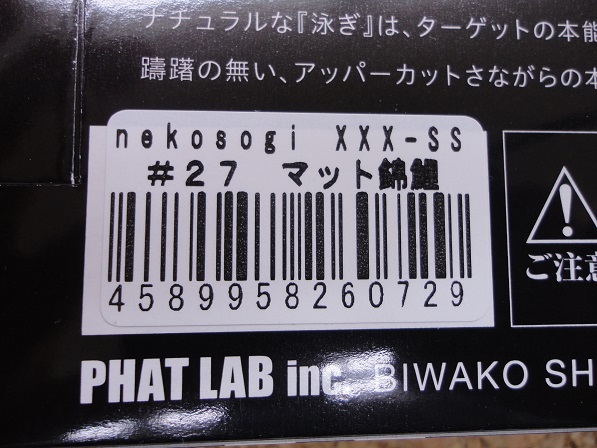 ナチュラルな『泳ぎ』は、ターゲットの本能
躊躇の無い、アッパーカットさながらの本
nekosogi XXX-SS
#27 マット錦鯉
4589958260729
ご注意
PHAT LAB inc. BIWAKO SH